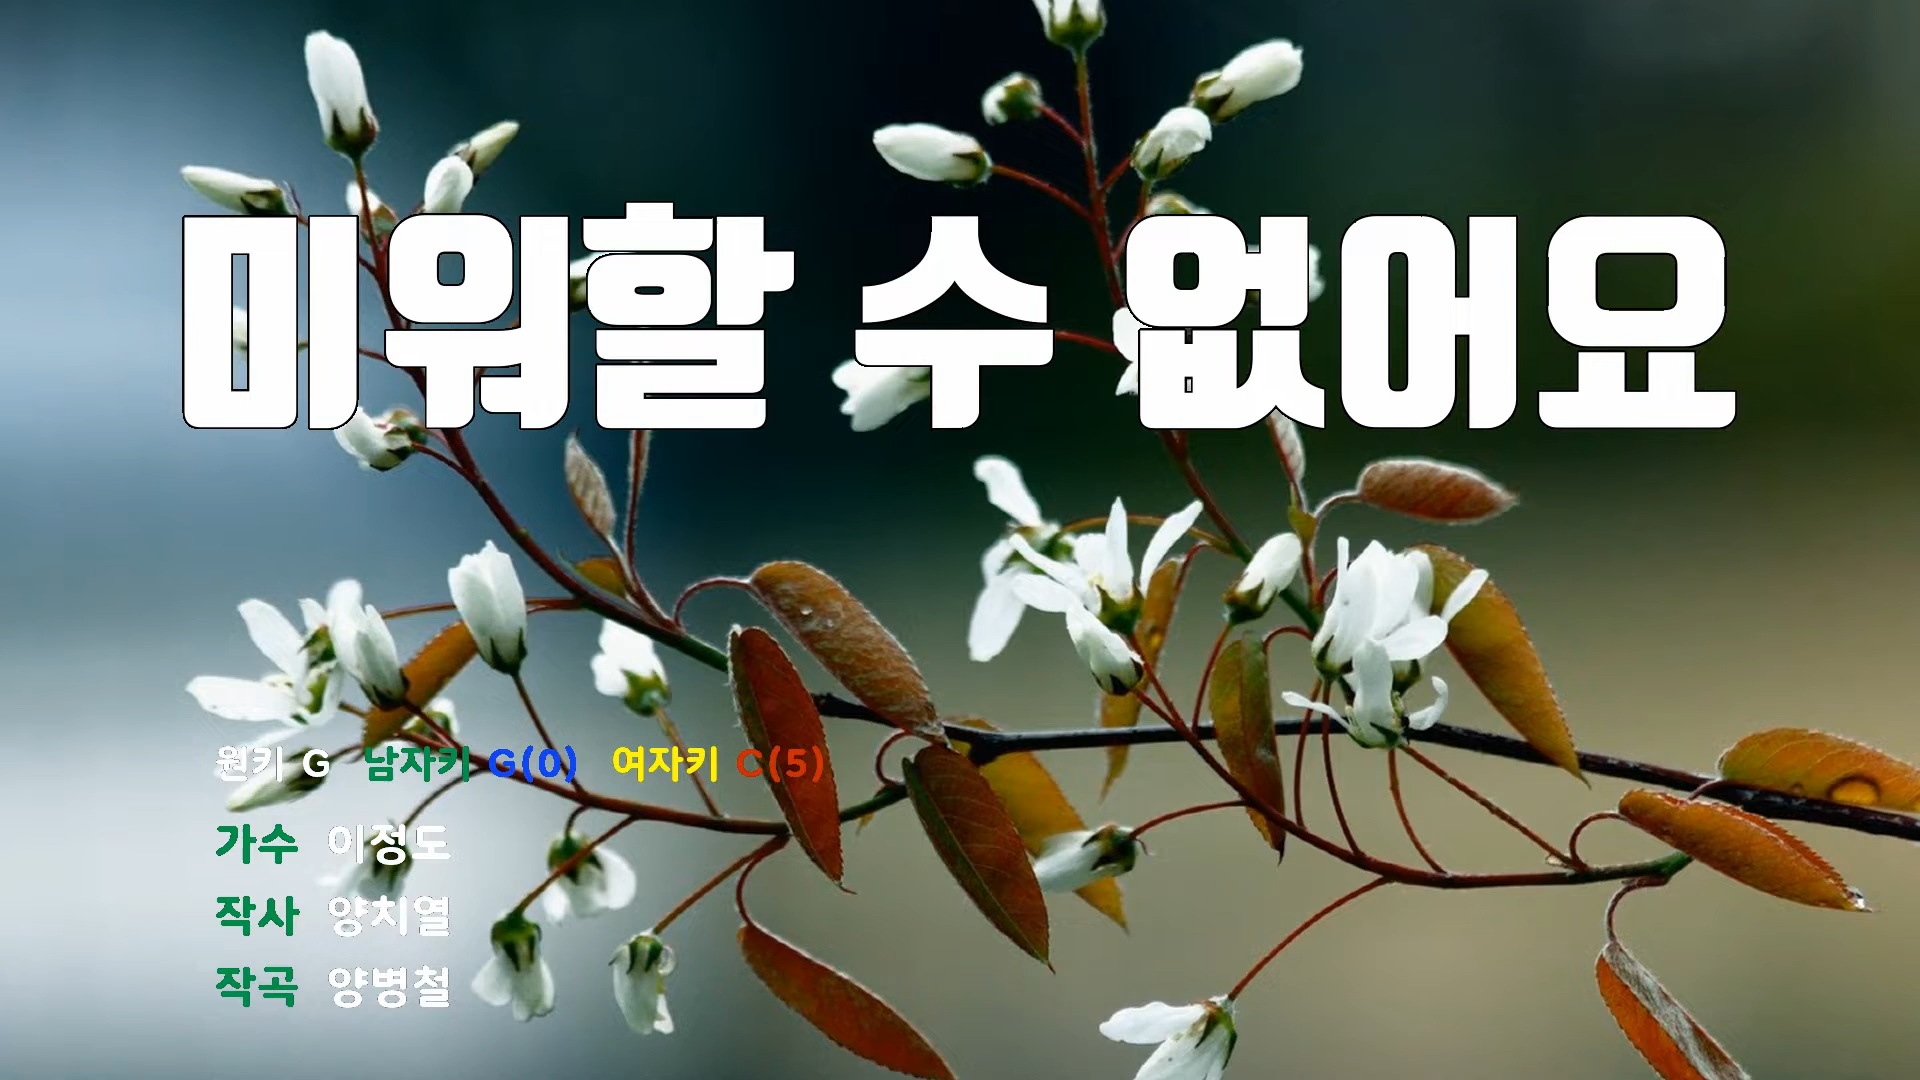 미워할 수 없어요
원키 G 남자키 G(0) 여자키 C(5)
가수 이정도
작사 양치열
작곡 양병철